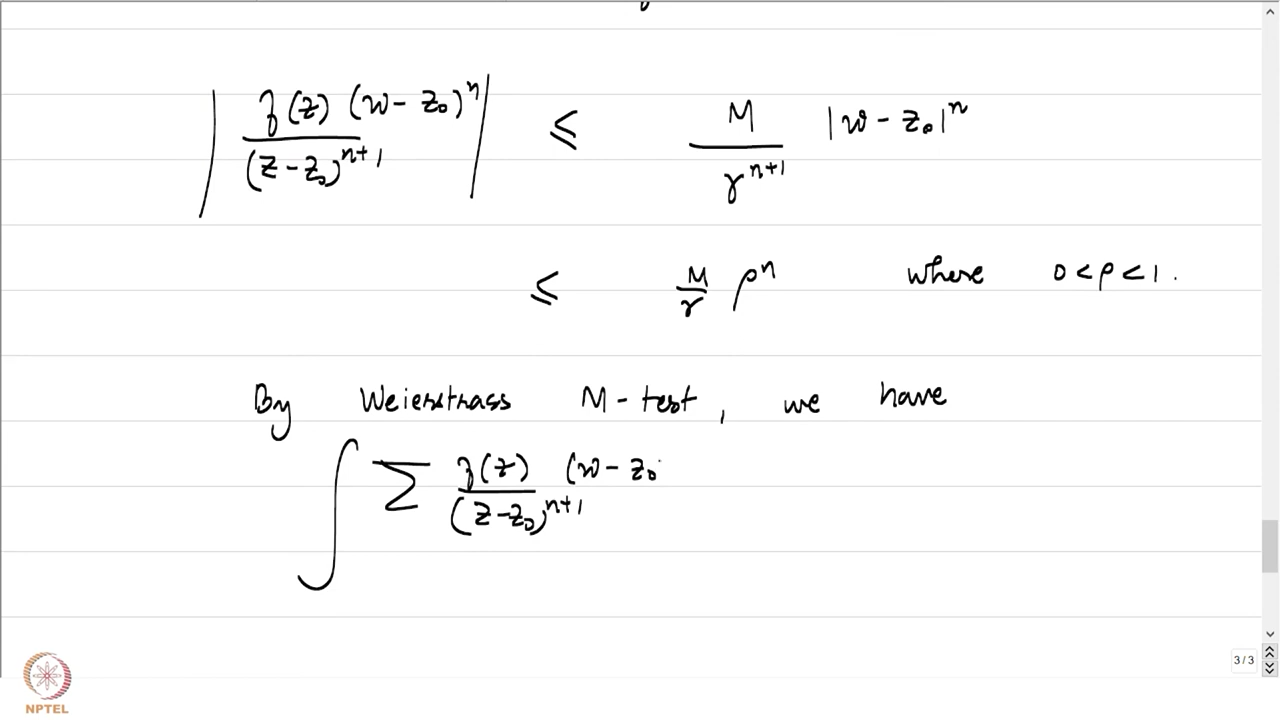 | f(z) (w - z₀)ⁿ / (z - z₀)ⁿ⁺¹ | ≤ M / rⁿ⁺¹ |w - z₀|ⁿ
≤ M/r ρⁿ where 0 < ρ < 1.
By Weierstrass M-test, we have
∫ Σ f(z) / (z - z₀)ⁿ⁺¹ (w - z₀
3 / 3
NPTEL